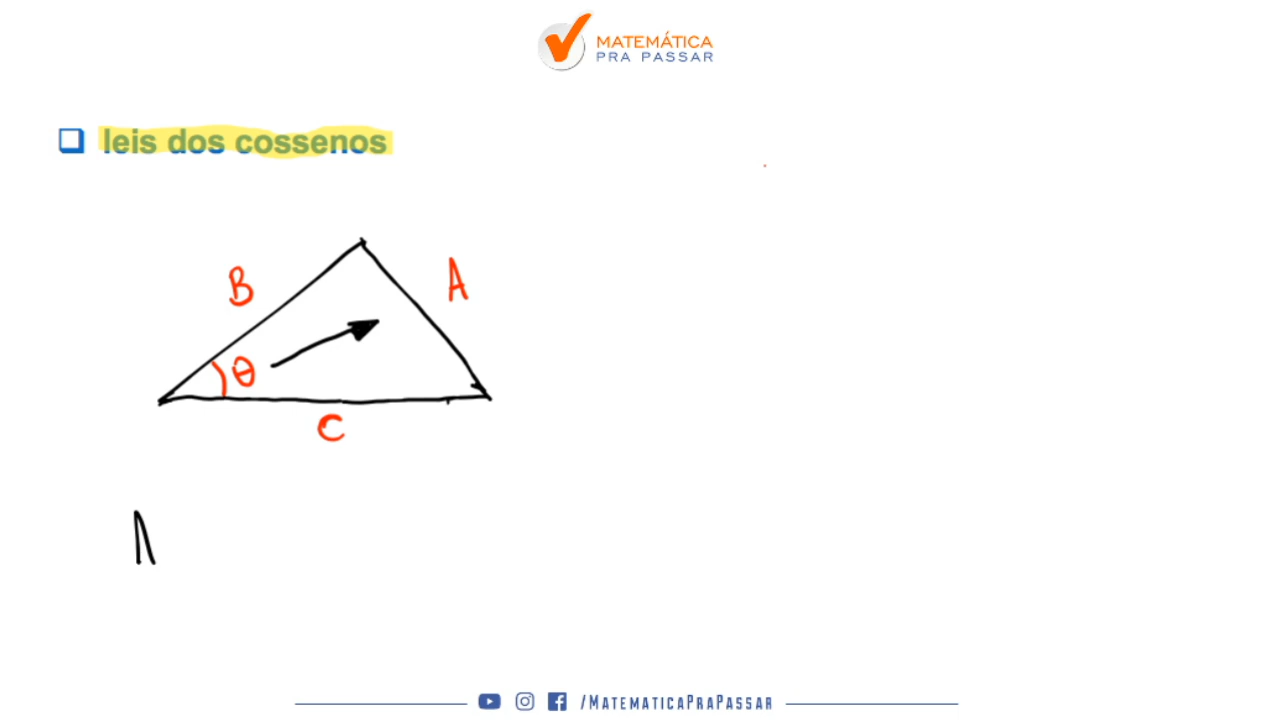 MATEMÁTICA
PRA PASSAR
leis dos cossenos
B
A
θ
C
/MATEMATICAPRAPASSAR